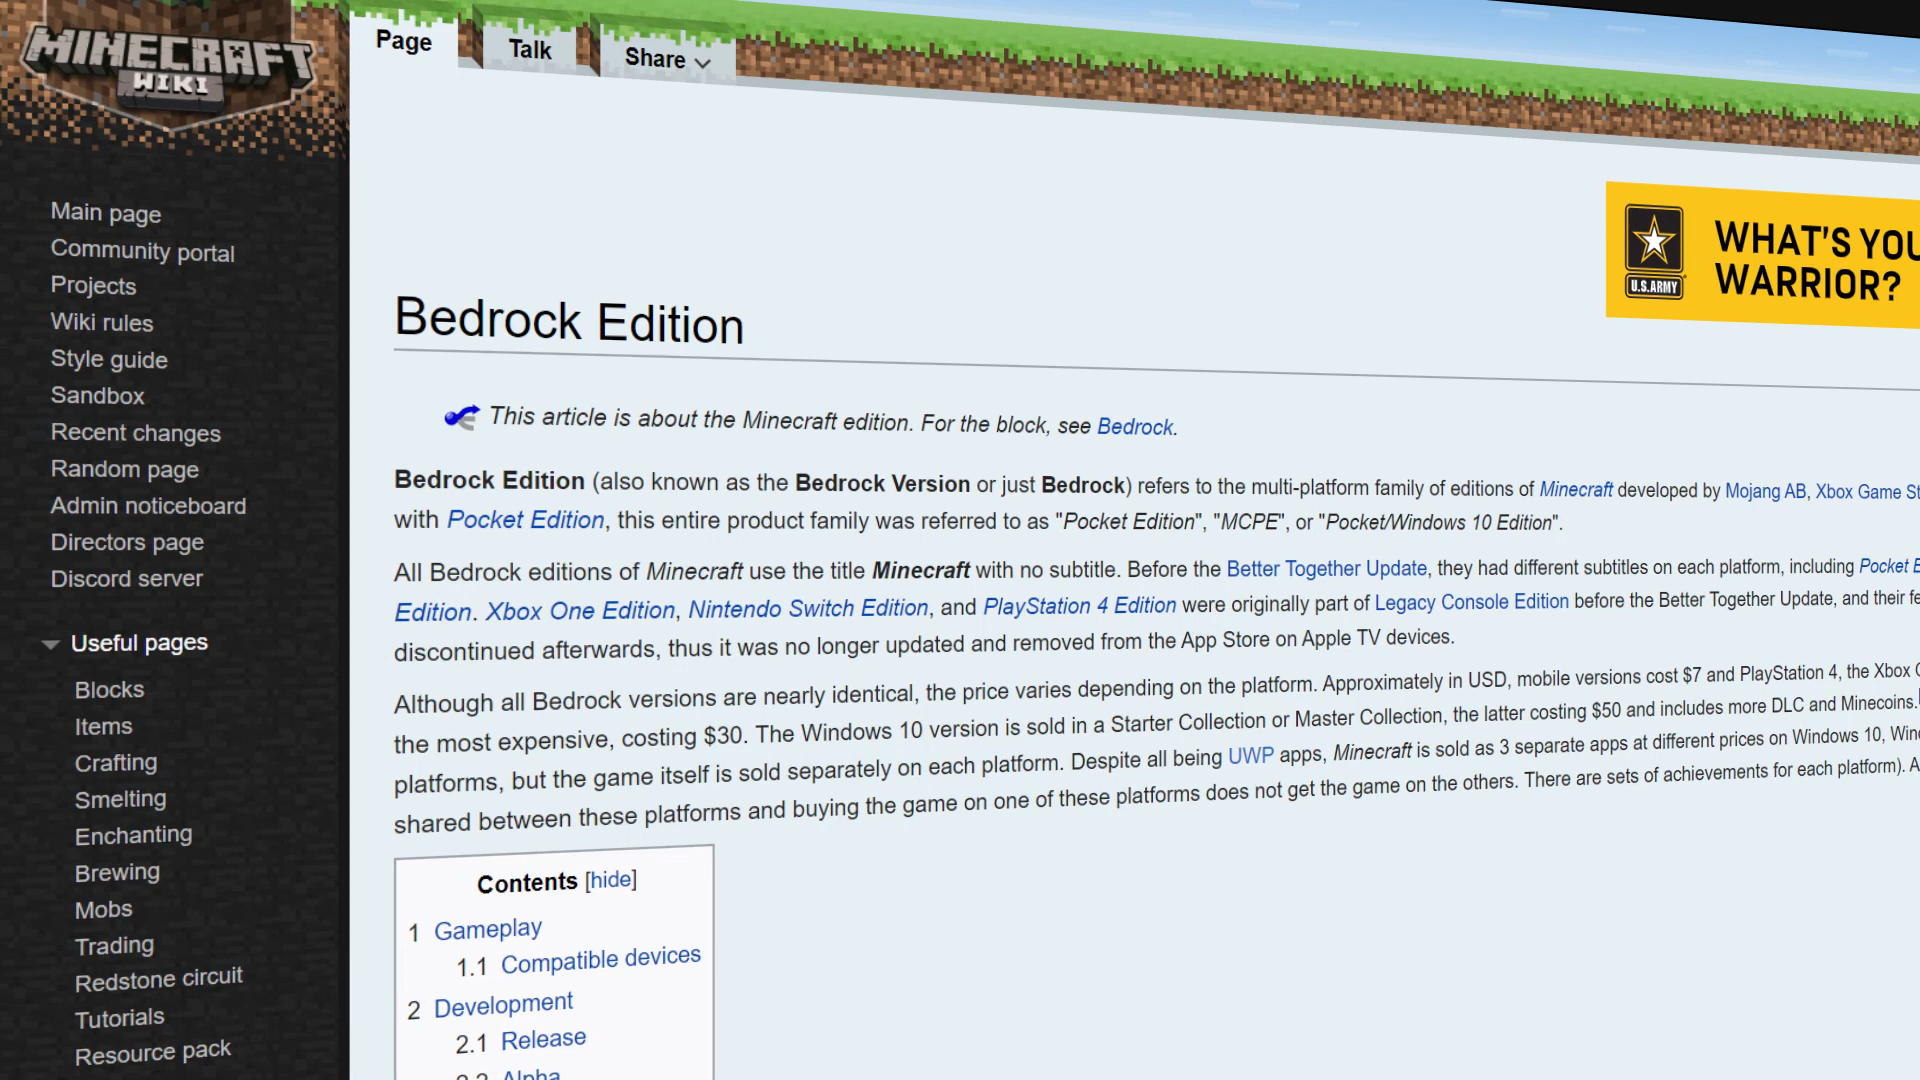 MINECRAFT
WIKI
Page
Talk
Share
Main page
Community portal
Projects
Wiki rules
Style guide
Sandbox
Recent changes
Random page
Admin noticeboard
Directors page
Discord server
Useful pages
Blocks
Items
Crafting
Smelting
Enchanting
Brewing
Mobs
Trading
Redstone circuit
Tutorials
Resource pack
WHAT'S YOU
WARRIOR?
U.S.ARMY
Bedrock Edition
This article is about the Minecraft edition. For the block, see Bedrock.
Bedrock Edition (also known as the Bedrock Version or just Bedrock) refers to the multi-platform family of editions of Minecraft developed by Mojang AB, Xbox Game St
with Pocket Edition, this entire product family was referred to as "Pocket Edition", "MCPE", or "Pocket/Windows 10 Edition".
All Bedrock editions of Minecraft use the title Minecraft with no subtitle. Before the Better Together Update, they had different subtitles on each platform, including Pocket E
Edition. Xbox One Edition, Nintendo Switch Edition, and PlayStation 4 Edition were originally part of Legacy Console Edition before the Better Together Update, and their fe
discontinued afterwards, thus it was no longer updated and removed from the App Store on Apple TV devices.
Although all Bedrock versions are nearly identical, the price varies depending on the platform. Approximately in USD, mobile versions cost $7 and PlayStation 4, the Xbox
the most expensive, costing $30. The Windows 10 version is sold in a Starter Collection or Master Collection, the latter costing $50 and includes more DLC and Minecoins.
platforms, but the game itself is sold separately on each platform. Despite all being UWP apps, Minecraft is sold as 3 separate apps at different prices on Windows 10, Wind
shared between these platforms and buying the game on one of these platforms does not get the game on the others. There are sets of achievements for each platform). A
Contents [hide]
1 Gameplay
1.1 Compatible devices
2 Development
2.1 Release
2.2 Alpha